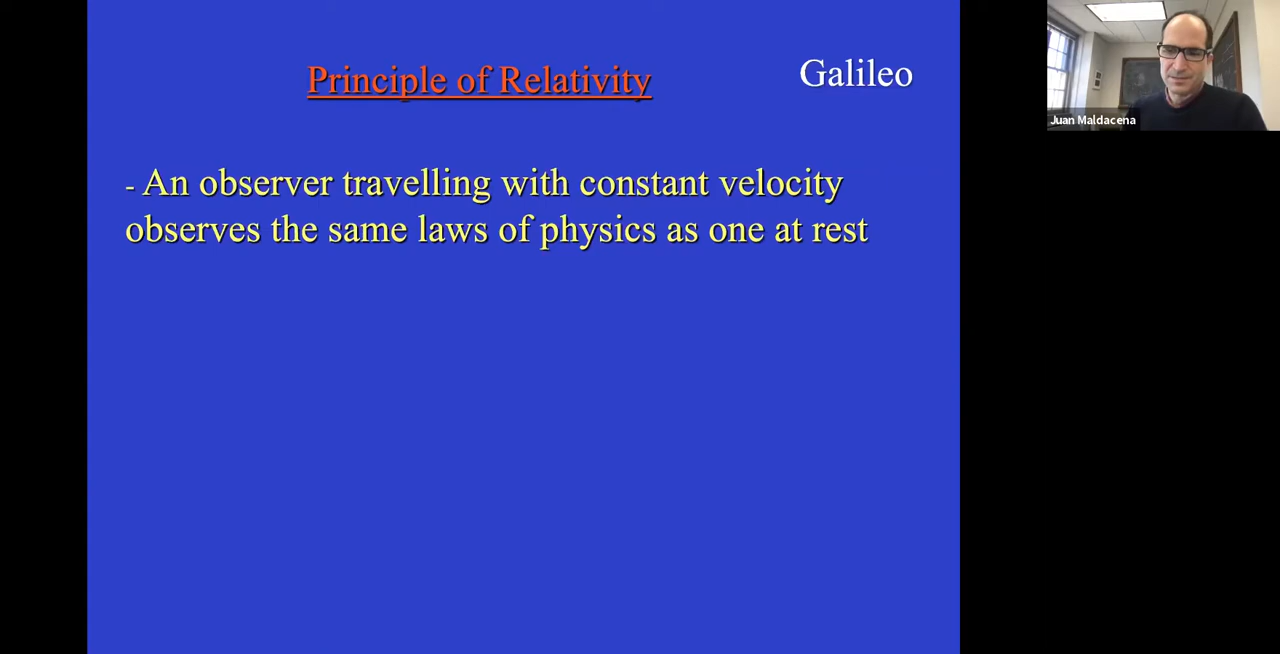 Principle of Relativity
Galileo
- An observer travelling with constant velocity
observes the same laws of physics as one at rest
Juan Maldacena